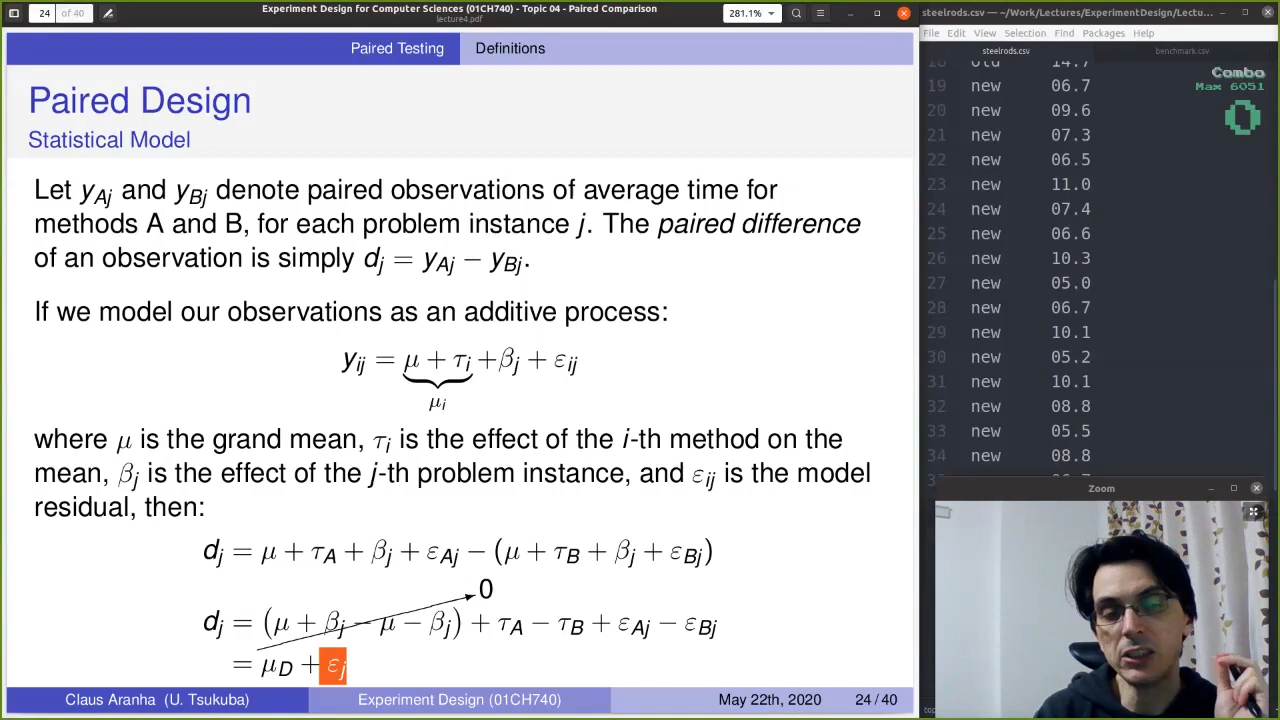 24 of 40
Experiment Design for Computer Sciences (01CH740) - Topic 04 - Paired Comparison
lecture4.pdf
281.1%
Paired Testing Definitions
Paired Design
Statistical Model
Let y_Aj and y_Bj denote paired observations of average time for
methods A and B, for each problem instance j. The paired difference
of an observation is simply d_j = y_Aj − y_Bj.
If we model our observations as an additive process:
y_ij = μ + τ_i + β_j + ε_ij
μ_i
where μ is the grand mean, τ_i is the effect of the i-th method on the
mean, β_j is the effect of the j-th problem instance, and ε_ij is the model
residual, then:
d_j = μ + τ_A + β_j + ε_Aj − (μ + τ_B + β_j + ε_Bj)
0
d_j = (μ + β_j − μ − β_j) + τ_A − τ_B + ε_Aj − ε_Bj
= μ_D + ε_j
Claus Aranha (U. Tsukuba) Experiment Design (01CH740) May 22th, 2020 24 / 40
steelrods.csv — ~/Work/Lectures/ExperimentDesign/Lectu...
File Edit View Selection Find Packages Help
steelrods.csv benchmark.csv
18 old 14.7
19 new 06.7
20 new 09.6
21 new 07.3
22 new 06.5
23 new 11.0
24 new 07.4
25 new 06.6
26 new 10.3
27 new 05.0
28 new 06.7
29 new 10.1
30 new 05.2
31 new 10.1
32 new 08.8
33 new 05.5
34 new 08.8
Combo
Max 6051
0
Zoom